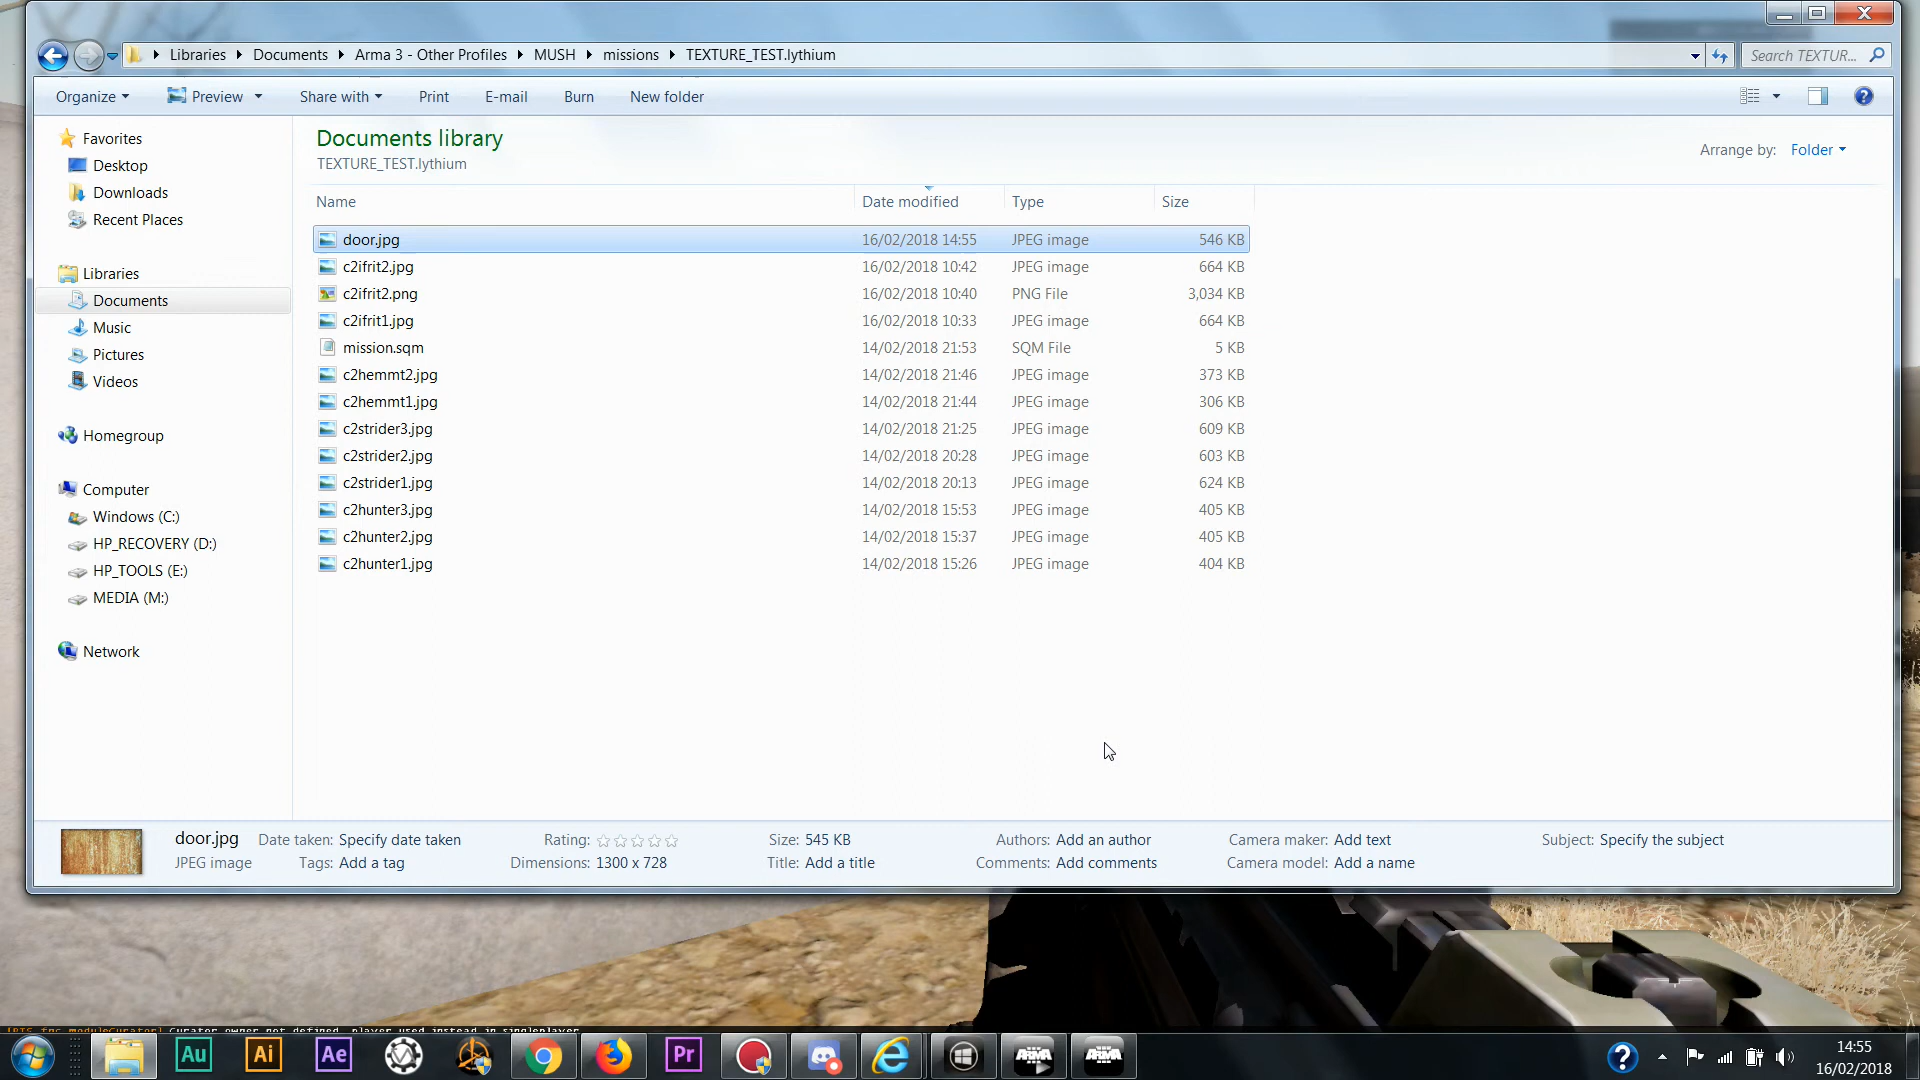 Libraries Documents Arma 3 - Other Profiles MUSH missions TEXTURE_TEST.lythium Search TEXTUR...
Organize Preview Share with Print E-mail Burn New folder
Favorites
Desktop
Downloads
Recent Places
Libraries
Documents
Music
Pictures
Videos
Homegroup
Computer
Windows (C:)
HP_RECOVERY (D:)
HP_TOOLS (E:)
MEDIA (M:)
Network
Documents library
TEXTURE_TEST.lythium
Arrange by: Folder
Name Date modified Type Size
door.jpg 16/02/2018 14:55 JPEG image 546 KB
c2ifrit2.jpg 16/02/2018 10:42 JPEG image 664 KB
c2ifrit2.png 16/02/2018 10:40 PNG File 3,034 KB
c2ifrit1.jpg 16/02/2018 10:33 JPEG image 664 KB
mission.sqm 14/02/2018 21:53 SQM File 5 KB
c2hemmt2.jpg 14/02/2018 21:46 JPEG image 373 KB
c2hemmt1.jpg 14/02/2018 21:44 JPEG image 306 KB
c2strider3.jpg 14/02/2018 21:25 JPEG image 609 KB
c2strider2.jpg 14/02/2018 20:28 JPEG image 603 KB
c2strider1.jpg 14/02/2018 20:13 JPEG image 624 KB
c2hunter3.jpg 14/02/2018 15:53 JPEG image 405 KB
c2hunter2.jpg 14/02/2018 15:37 JPEG image 405 KB
c2hunter1.jpg 14/02/2018 15:26 JPEG image 404 KB
door.jpg Date taken: Specify date taken Rating: Size: 545 KB Authors: Add an author Camera maker: Add text Subject: Specify the subject
JPEG image Tags: Add a tag Dimensions: 1300 x 728 Title: Add a title Comments: Add comments Camera model: Add a name
Curator owner not defined, player used instead in singleplayer
Au Ai Ae Pr ARMA ARMA
14:55
16/02/2018